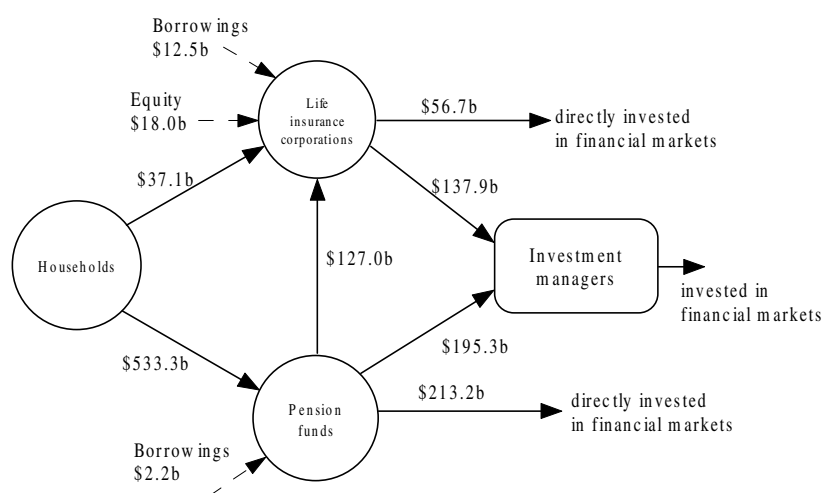 Borrowings
$12.5b
Equity
$18.0b
Life
insurance
corporations
$56.7b
directly invested
in financial markets
$37.1b
$137.9b
Households
$127.0b
Investment
managers
invested in
financial markets
$533.3b
$195.3b
Pension
funds
$213.2b
directly invested
in financial markets
Borrowings
$2.2b